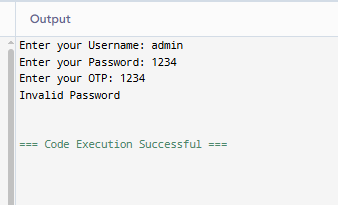 Output
Enter your Username: admin
Enter your Password: 1234
Enter your OTP: 1234
Invalid Password
=== Code Execution Successful ===